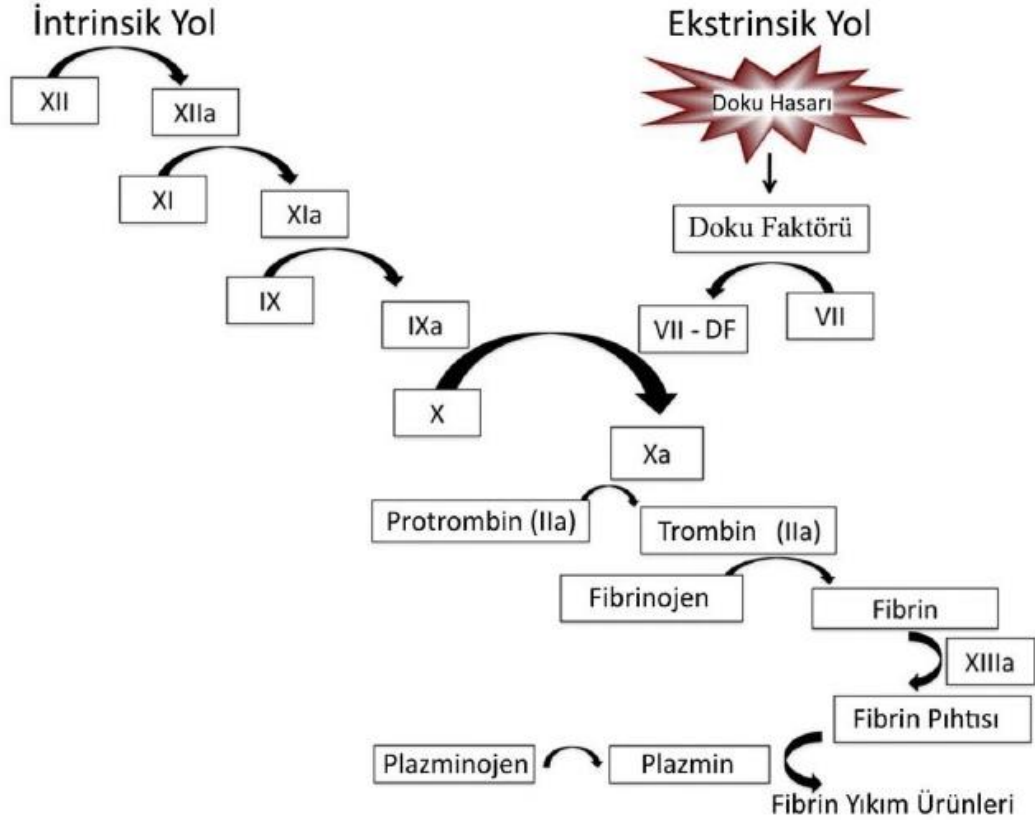 İntrinsik Yol
Ekstrinsik Yol
XII
XIIa
Doku Hasarı
XI
XIa
Doku Faktörü
IX
IXa
VII - DF
VII
X
Xa
Protrombin (IIa)
Trombin (IIa)
Fibrinojen
Fibrin
XIIIa
Fibrin Pıhtısı
Plazminojen
Plazmin
Fibrin Yıkım Ürünleri